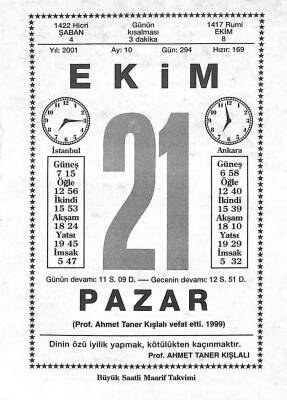 1422 Hicri
ŞABAN
4
Günün
kısalması
3 dakika
1417 Rumi
EKİM
8
Yıl: 2001
Ay: 10
Gün: 294
Hızır: 169
EKİM
İstanbul
Güneş
7 15
Öğle
12 56
İkindi
15 53
Akşam
18 24
Yatsı
19 45
İmsak
5 47
21
Ankara
Güneş
6 58
Öğle
12 40
İkindi
15 39
Akşam
18 10
Yatsı
19 29
İmsak
5 32
Günün devamı: 11 S. 09 D. — Gecenin devamı: 12 S. 51 D.
PAZAR
(Prof. Ahmet Taner Kışlalı vefat etti. 1999)
Dinin özü iyilik yapmak, kötülükten kaçınmaktır.
Prof. AHMET TANER KIŞLALI
Büyük Saatli Maarif Takvimi